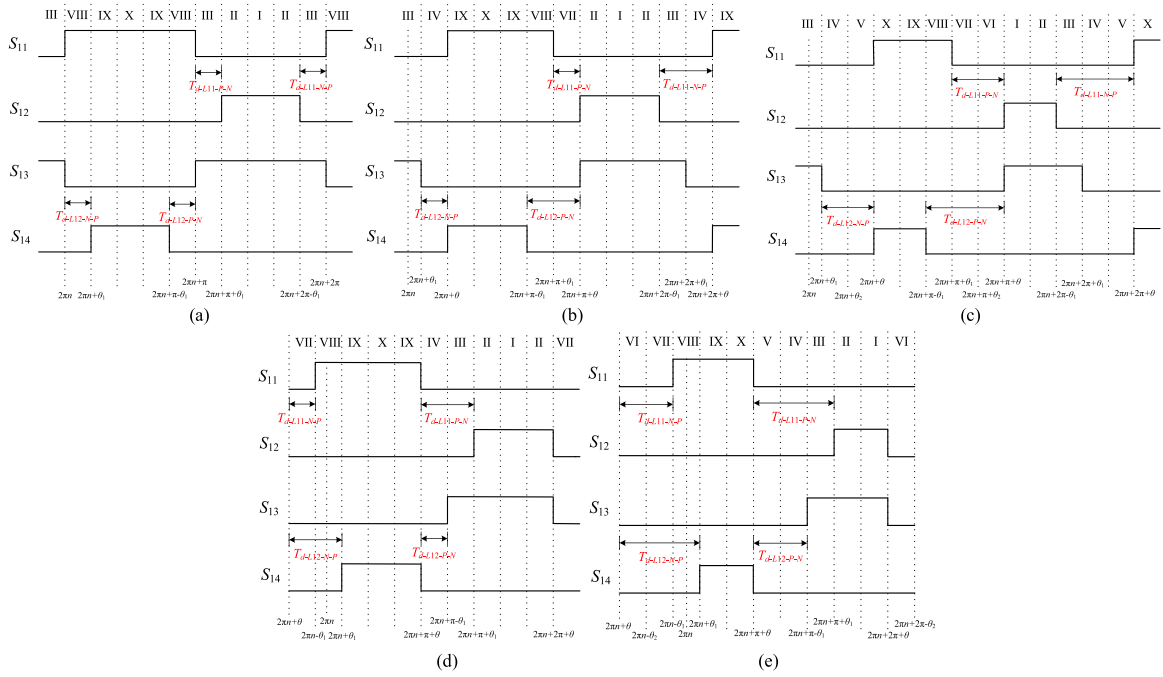 III VIII IX X IX VIII III II I II III VIII
S11
Td-L11-P-N Td-L11-N-P
S12
S13
Td-L12-N-P Td-L12-P-N
S14
2πn+π 2πn+2π
2πn 2πn+θ1 2πn+π-θ1 2πn+π+θ1 2πn+2π-θ1
(a)
III IV IX X IX VIII VII II I II III IV IX
S11
Td-L11-P-N Td-L11-N-P
S12
S13
Td-L12-N-P Td-L12-P-N
S14
2πn+θ1 2πn+π+θ1 2πn+2π+θ1
2πn 2πn+θ 2πn+π-θ1 2πn+π+θ 2πn+2π-θ1 2πn+2π+θ
(b)
III IV V X IX VIII VII VI I II III IV V X
S11
Td-L11-P-N Td-L11-N-P
S12
S13
Td-L12-N-P Td-L12-P-N
S14
2πn+θ1 2πn+θ 2πn+π+θ1 2πn+π+θ 2πn+2π+θ1 2πn+2π+θ
2πn 2πn+θ2 2πn+π-θ1 2πn+π+θ2 2πn+2π-θ1
(c)
VII VIII IX X IX IV III II I II VII
S11
Td-L11-N-P Td-L11-P-N
S12
S13
Td-L12-N-P Td-L12-P-N
S14
2πn 2πn+π-θ1
2πn+θ 2πn-θ1 2πn+θ1 2πn+π+θ 2πn+π+θ1 2πn+2π+θ
(d)
VI VII VIII IX X V IV III II I VI
S11
Td-L11-N-P Td-L11-P-N
S12
S13
Td-L12-N-P Td-L12-P-N
S14
2πn+θ 2πn-θ1 2πn+θ1 2πn+π+θ1 2πn+2π-θ2
2πn-θ2 2πn 2πn+π+θ 2πn+π-θ1 2πn+2π+θ
(e)